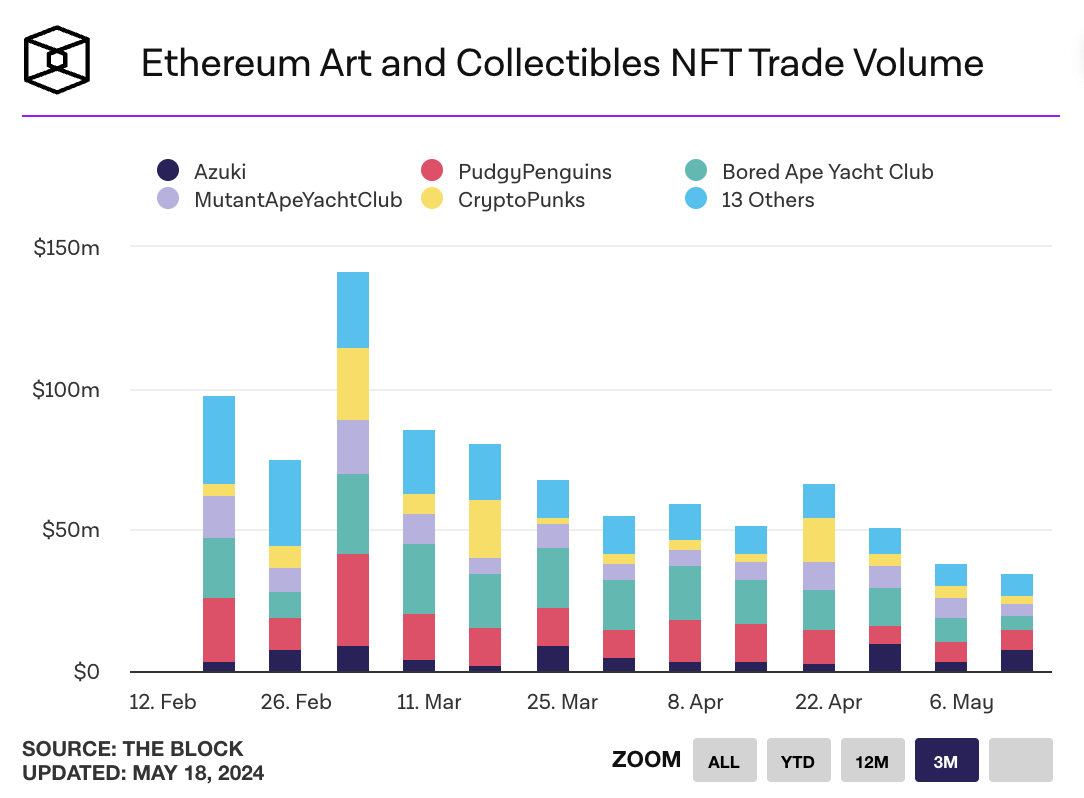 Ethereum Art and Collectibles NFT Trade Volume
Azuki PudgyPenguins Bored Ape Yacht Club
MutantApeYachtClub CryptoPunks 13 Others
$150m
$100m
$50m
$0
12. Feb 26. Feb 11. Mar 25. Mar 8. Apr 22. Apr 6. May
SOURCE: THE BLOCK
UPDATED: MAY 18, 2024
ZOOM ALL YTD 12M 3M